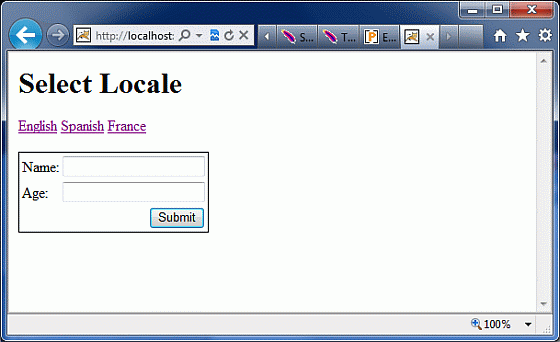 http://localhost:
S...
T...
E...
Select Locale
English Spanish France
Name:
Age:
Submit
100%